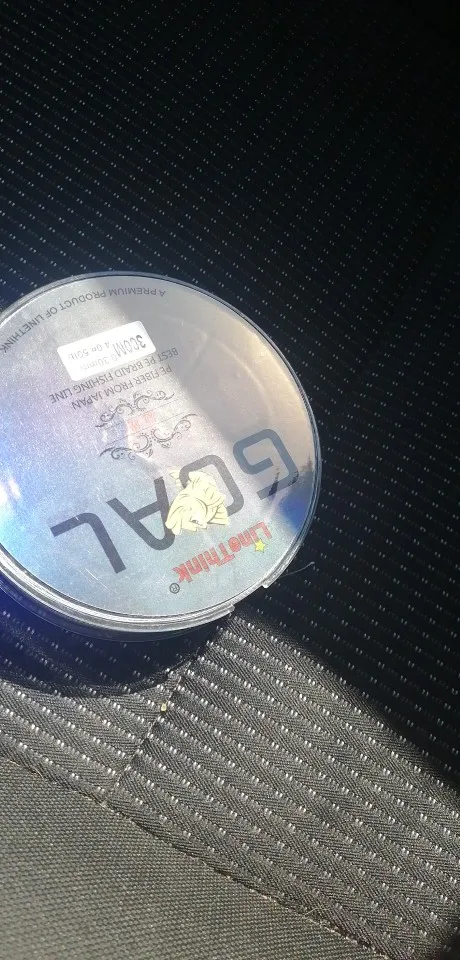 LineThink®
GOAL
PE FIBER FROM JAPAN
BEST PE BRAID FISHING LINE
300M
50lb
A PREMIUM PRODUCT OF LINETHINK